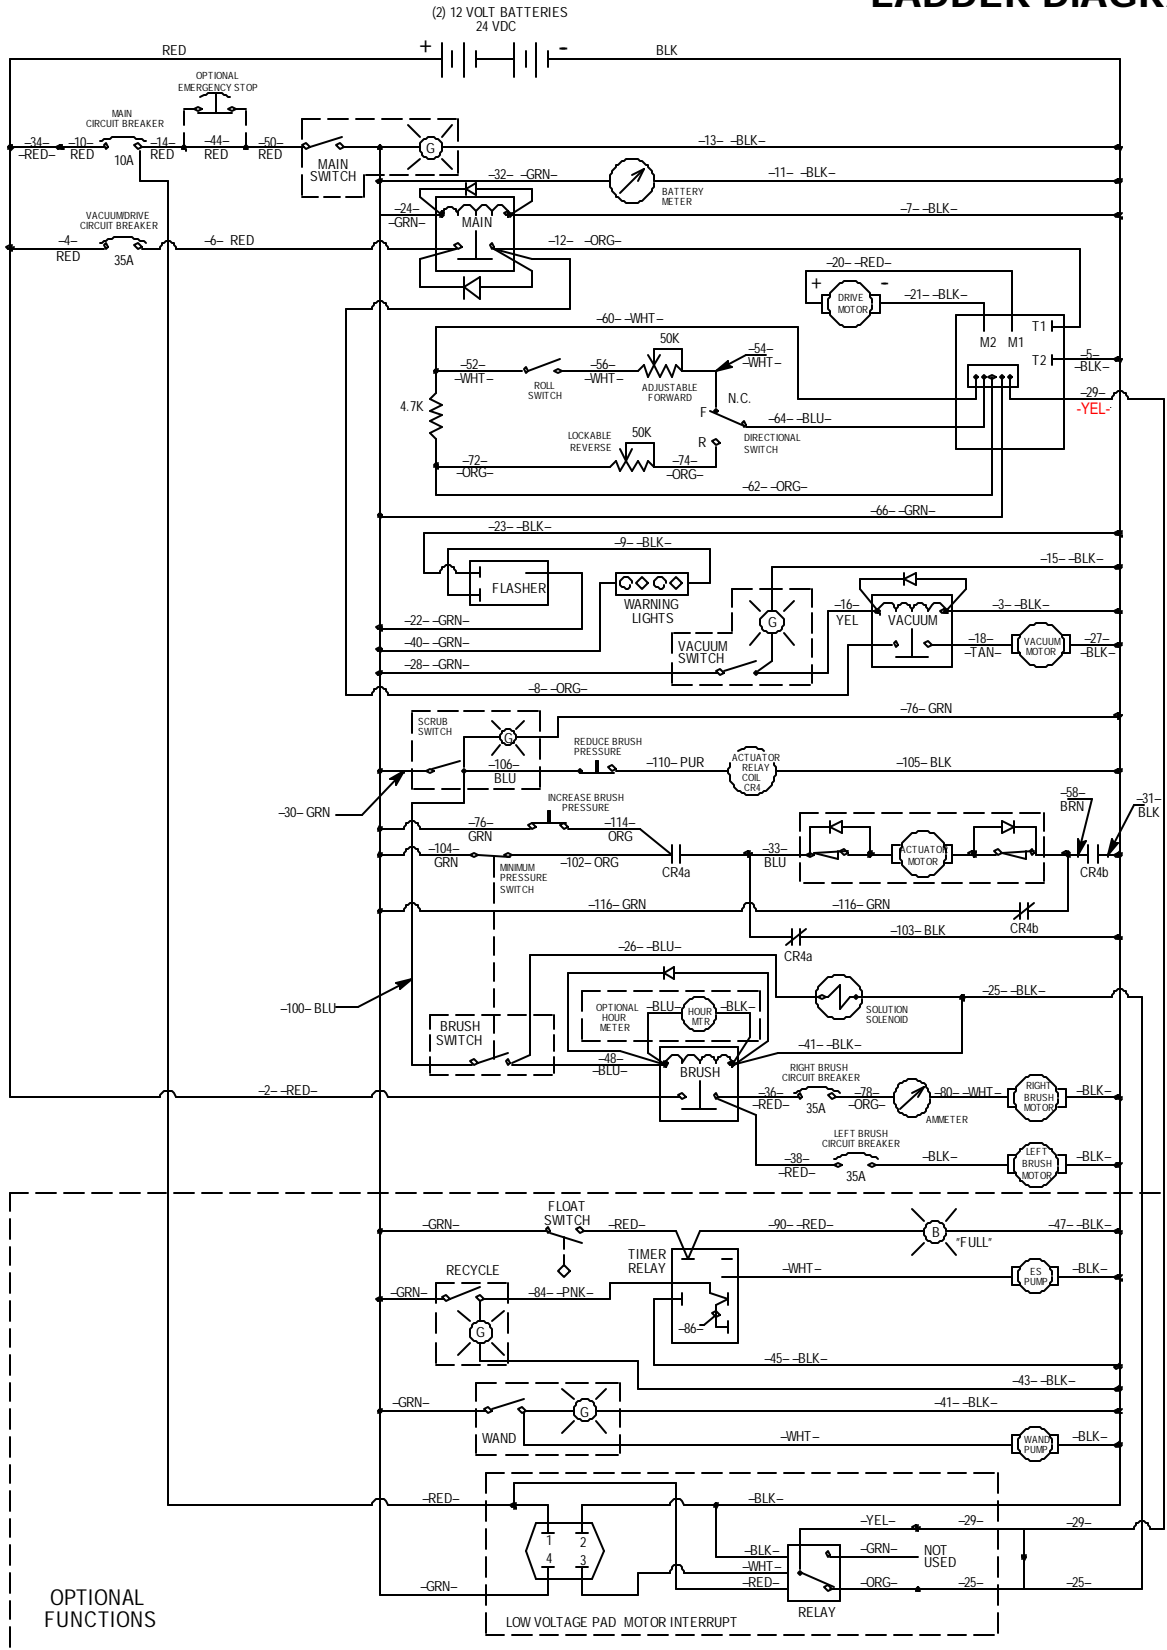 (2) 12 VOLT BATTERIES
24 VDC
RED
+
-
BLK
OPTIONAL
EMERGENCY STOP
MAIN
CIRCUIT BREAKER
–34–
–RED–
–10–
RED
10A
–14–
RED
–44–
RED
–50–
RED
MAIN
SWITCH
G
–13– –BLK–
–32– –GRN–
BATTERY
METER
–11– –BLK–
–24–
–GRN–
MAIN
–7– –BLK–
VACUUMDRIVE
CIRCUIT BREAKER
–4–
RED
35A
–6– RED
–12– –ORG–
–20– –RED–
+
-
DRIVE
MOTOR
–21– –BLK–
M2 M1
T1
T2
–5–
–BLK–
–29–
-YEL-
–60– –WHT–
–52–
–WHT–
ROLL
SWITCH
–56–
–WHT–
50K
ADJUSTABLE
FORWARD
–54–
–WHT–
N.C.
F
4.7K
–64– –BLU–
R
DIRECTIONAL
SWITCH
LOCKABLE
REVERSE
50K
–72–
–ORG–
–74–
–ORG–
–62– –ORG–
–66– –GRN–
–23– –BLK–
–9– –BLK–
FLASHER
WARNING
LIGHTS
–15– –BLK–
G
–16–
YEL
VACUUM
–3– –BLK–
–22– –GRN–
–40– –GRN–
–28– –GRN–
VACUUM
SWITCH
–18–
–TAN–
VACUUM
MOTOR
–27–
–BLK–
–8– –ORG–
–76– GRN
SCRUB
SWITCH
G
–106–
BLU
REDUCE BRUSH
PRESSURE
–110– PUR
ACTUATOR
RELAY
COIL
CR4
–105– BLK
–30– GRN
INCREASE BRUSH
PRESSURE
–76–
GRN
–114–
ORG
–58–
BRN
–31–
BLK
–104–
GRN
MINIMUM
PRESSURE
SWITCH
–102– ORG
CR4a
–33–
BLU
ACTUATOR
MOTOR
CR4b
–116– GRN
–116– GRN
CR4b
–103– BLK
CR4a
–26– –BLU–
–100– BLU
OPTIONAL
HOUR
METER
–BLU–
HOUR
MTR
–BLK–
SOLUTION
SOLENOID
–25– –BLK–
BRUSH
SWITCH
–48–
–BLU–
BRUSH
–41– –BLK–
–2– –RED–
–36–
–RED–
RIGHT BRUSH
CIRCUIT BREAKER
35A
–78–
–ORG–
AMMETER
–80– –WHT–
RIGHT
BRUSH
MOTOR
–BLK–
–38–
–RED–
LEFT BRUSH
CIRCUIT BREAKER
35A
–BLK–
LEFT
BRUSH
MOTOR
–BLK–
–GRN–
FLOAT
SWITCH
–RED–
–90– –RED–
B
"FULL"
–47– –BLK–
TIMER
RELAY
–WHT–
ES
PUMP
–BLK–
RECYCLE
–GRN–
–84– –PNK–
G
–86–
–45– –BLK–
–43– –BLK–
–GRN–
G
–41– –BLK–
WAND
–WHT–
WAND
PUMP
–BLK–
–RED–
–BLK–
1
2
4
3
–BLK–
–WHT–
–RED–
–YEL–
–29–
–29–
–GRN–
NOT
USED
–ORG–
–25–
–25–
–GRN–
RELAY
LOW VOLTAGE PAD MOTOR INTERRUPT
OPTIONAL
FUNCTIONS